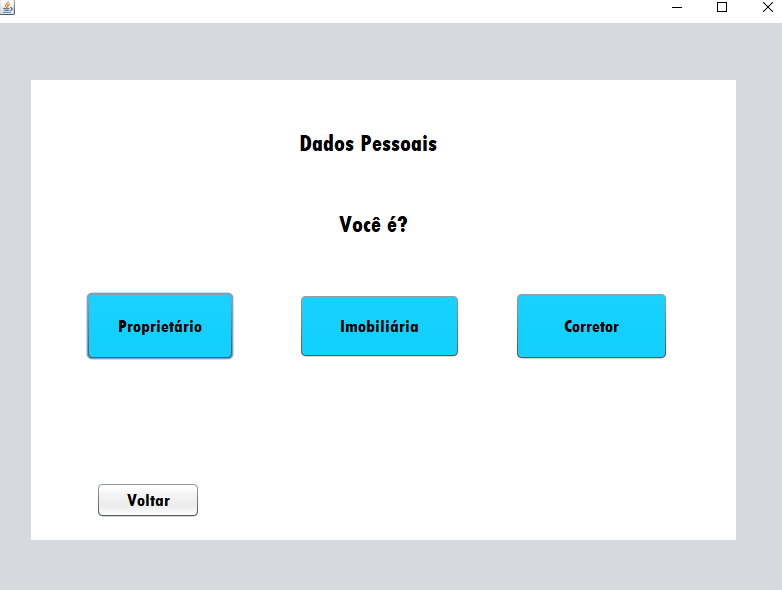 Dados Pessoais
Você é?
Proprietário
Imobiliária
Corretor
Voltar